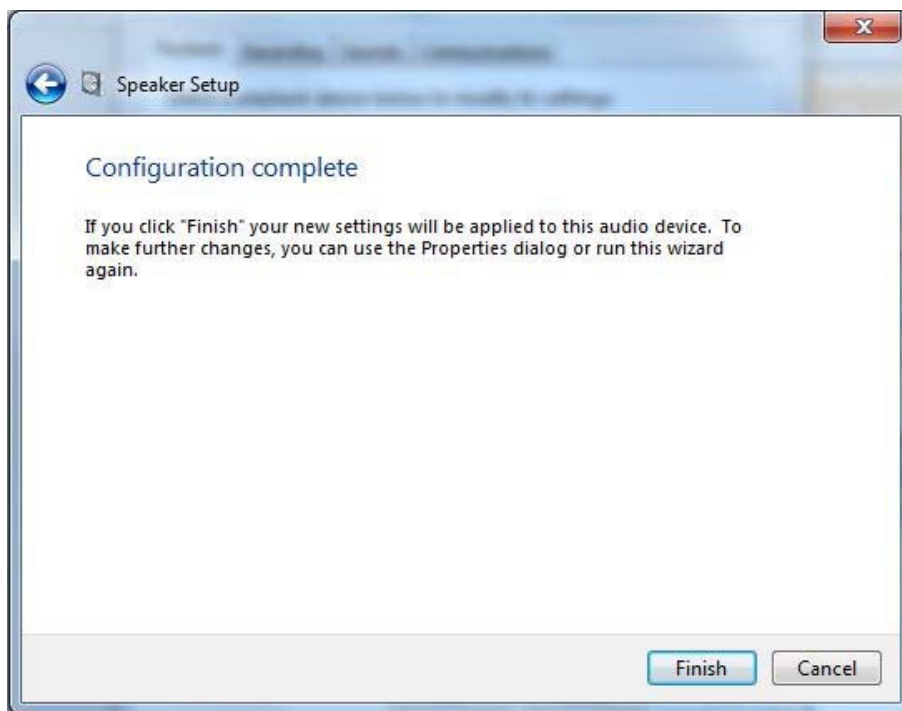 Speaker Setup
Configuration complete
If you click "Finish" your new settings will be applied to this audio device. To
make further changes, you can use the Properties dialog or run this wizard
again.
Finish
Cancel